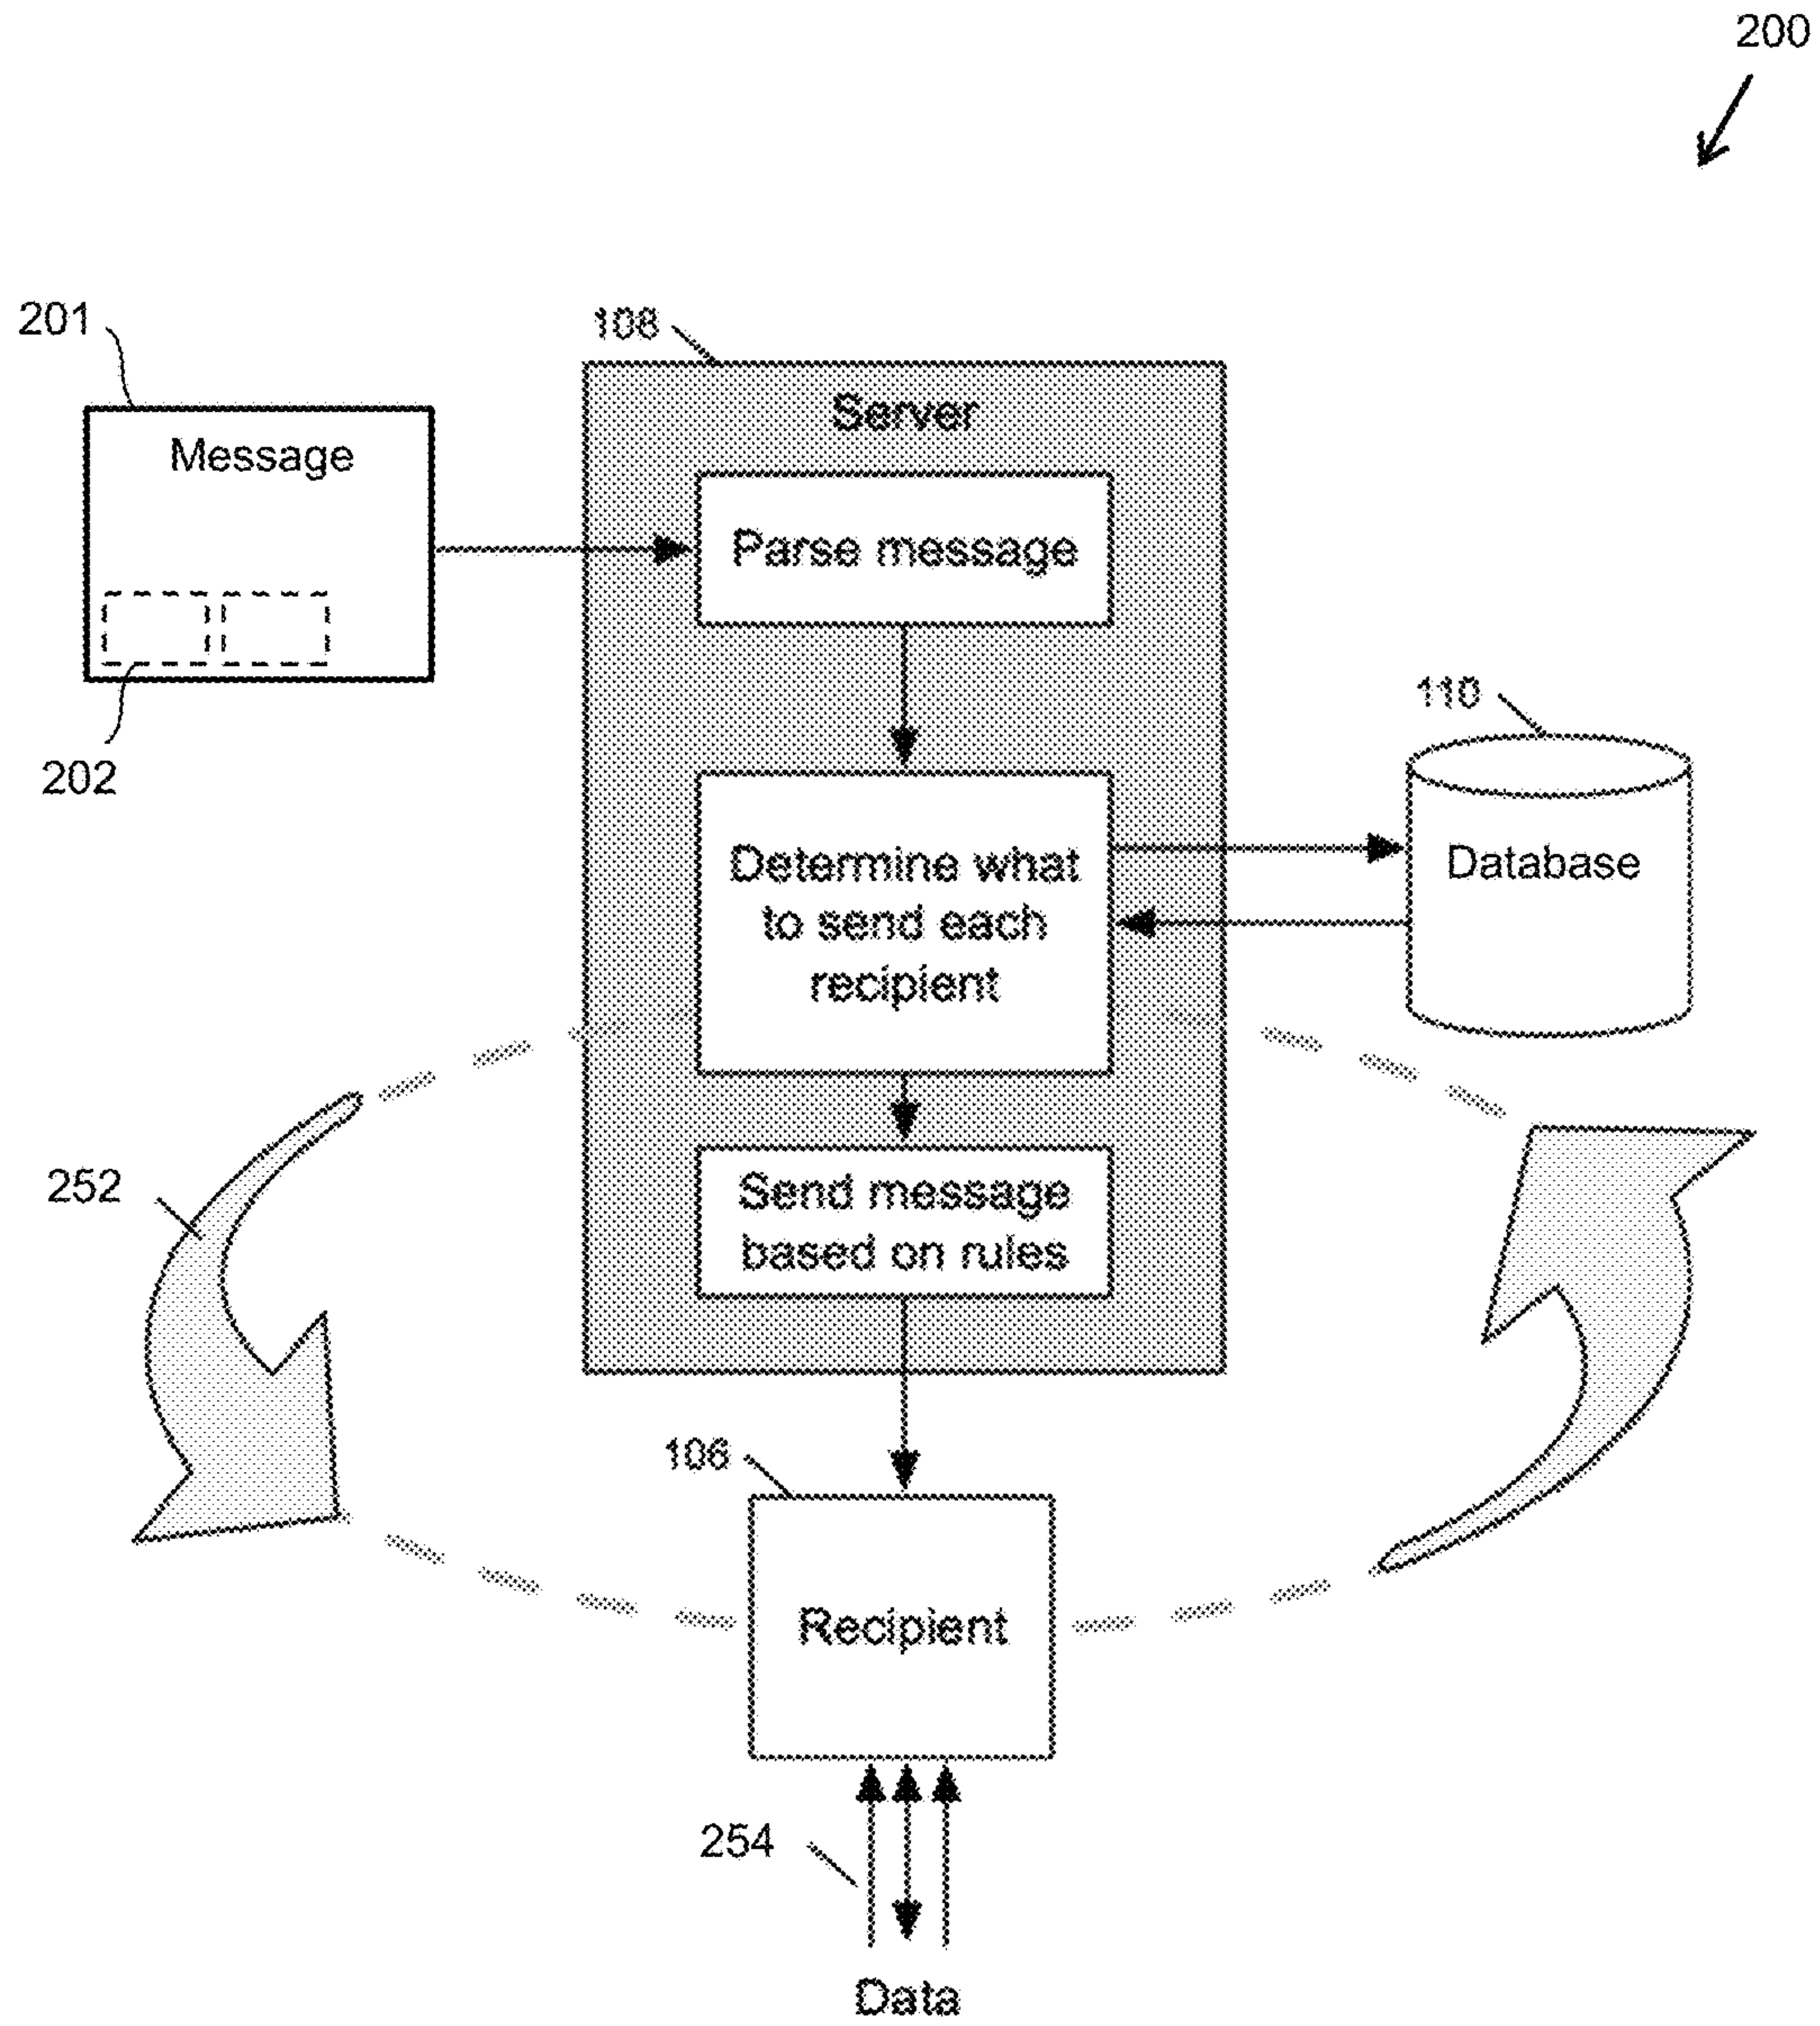 200
201
108
Server
Message
Parse message
202
110
Determine what
to send each
recipient
Database
252
Send message
based on rules
106
Recipient
254
Data